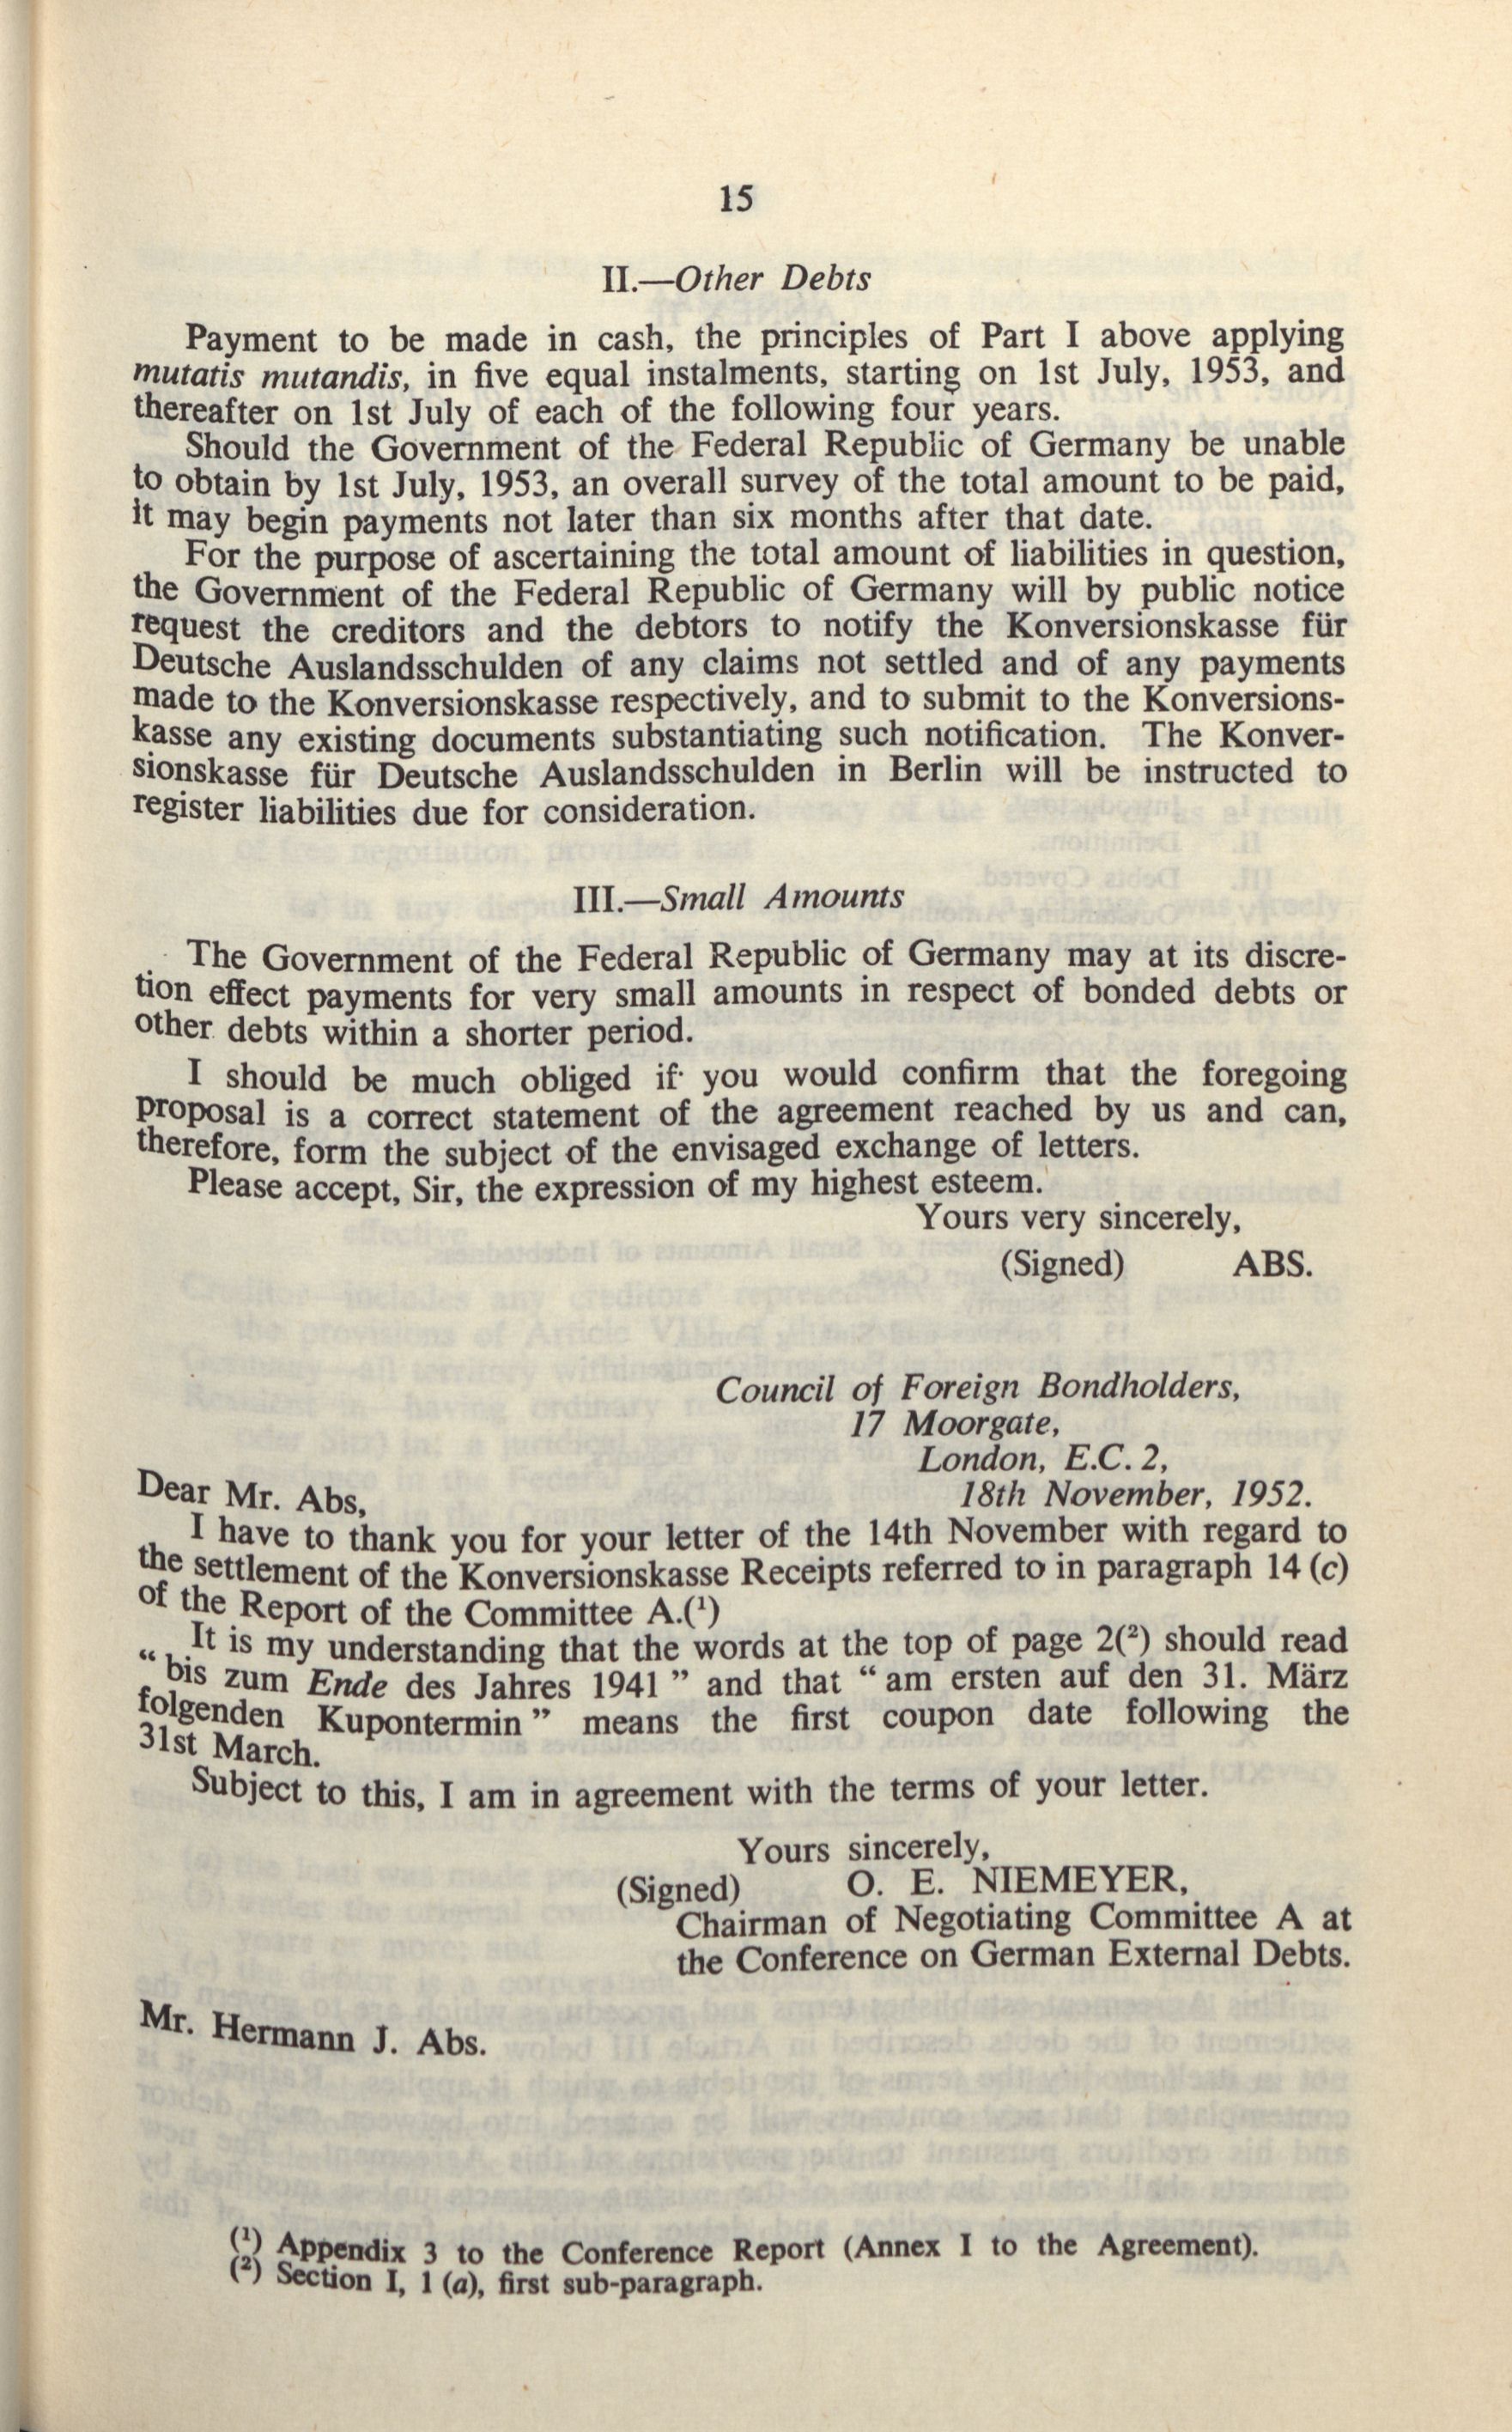 15
II.—Other Debts
Payment to be made in cash, the principles of Part I above applying
mutatis mutandis, in five equal instalments, starting on 1st July, 1953, and
thereafter on 1st July of each of the following four years.
Should the Government of the Federal Republic of Germany be unable
to obtain by 1st July, 1953, an overall survey of the total amount to be paid,
it may begin payments not later than six months after that date.
For the purpose of ascertaining the total amount of liabilities in question,
the Government of the Federal Republic of Germany will by public notice
request the creditors and the debtors to notify the Konversionskasse für
Deutsche Auslandsschulden of any claims not settled and of any payments
made to the Konversionskasse respectively, and to submit to the Konversions-
kasse any existing documents substantiating such notification. The Konver-
sionskasse für Deutsche Auslandsschulden in Berlin will be instructed to
register liabilities due for consideration.
III.—Small Amounts
The Government of the Federal Republic of Germany may at its discre-
tion effect payments for very small amounts in respect of bonded debts or
other debts within a shorter period.
I should be much obliged if you would confirm that the foregoing
proposal is a correct statement of the agreement reached by us and can,
therefore, form the subject of the envisaged exchange of letters.
Please accept, Sir, the expression of my highest esteem.
Yours very sincerely,
(Signed) ABS.
Council of Foreign Bondholders,
17 Moorgate,
London, E.C. 2,
18th November, 1952.
Dear Mr. Abs,
I have to thank you for your letter of the 14th November with regard to
the settlement of the Konversionskasse Receipts referred to in paragraph 14 (c)
of the Report of the Committee A.(¹)
It is my understanding that the words at the top of page 2(²) should read
“ bis zum Ende des Jahres 1941 ” and that “ am ersten auf den 31. März
folgenden Kupontermin ” means the first coupon date following the
31st March.
Subject to this, I am in agreement with the terms of your letter.
Yours sincerely,
(Signed) O. E. NIEMEYER,
Chairman of Negotiating Committee A at
the Conference on German External Debts.
Mr. Hermann J. Abs.
(¹) Appendix 3 to the Conference Report (Annex I to the Agreement).
(²) Section I, 1 (a), first sub-paragraph.